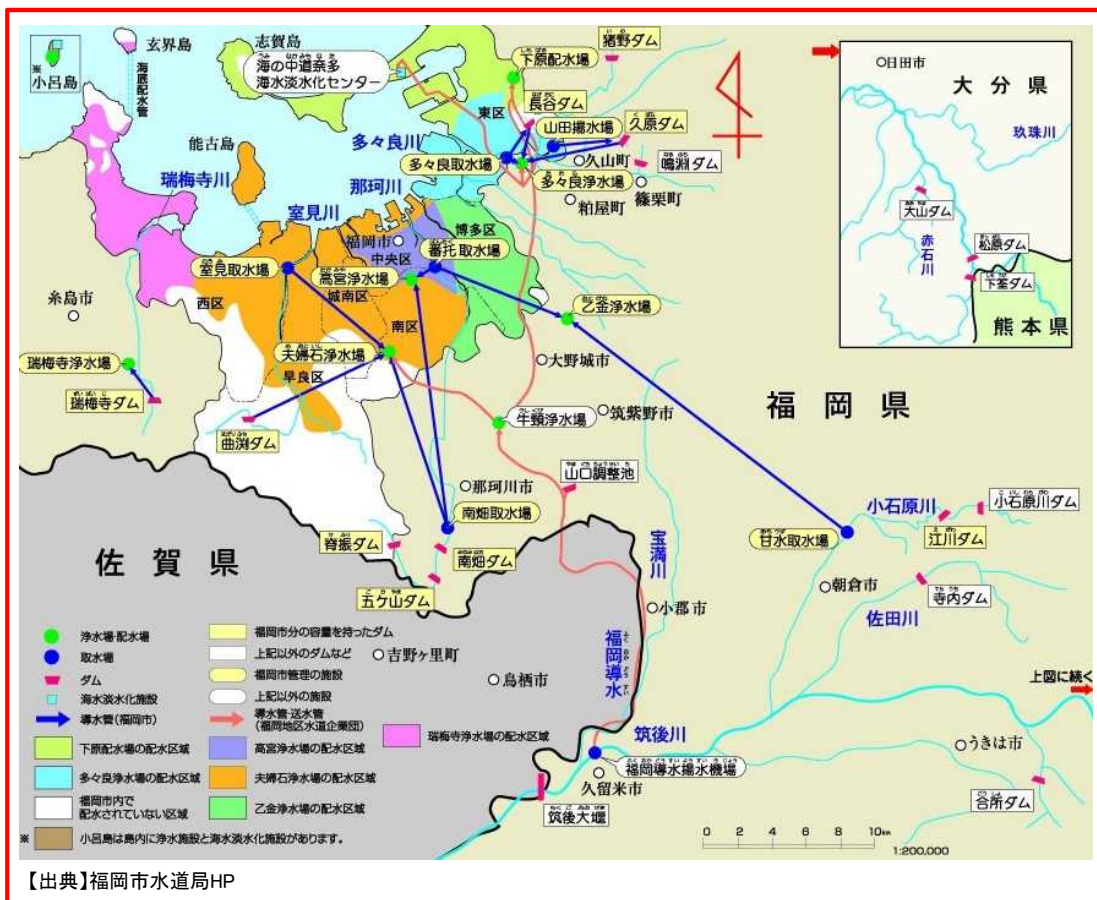 玄界島
志賀島
海の中道奈多
海水淡水化センター
※
小呂島
海底配水管
下原配水場
猪野ダム
長谷ダム
東区
山田揚水場
久原ダム
能古島
多々良川
多々良取水場
久山町
鳴淵ダム
多々良浄水場
篠栗町
粕屋町
瑞梅寺川
那珂川
室見川
博多区
福岡市
中央区
番托取水場
室見取水場
高宮浄水場
城南区
糸島市
西区
南区
乙金浄水場
夫婦石浄水場
大野城市
瑞梅寺浄水場
早良区
瑞梅寺ダム
曲渕ダム
牛頸浄水場
筑紫野市
福岡県
山口調整池
那珂川市
南畑取水場
脊振ダム
南畑ダム
五ケ山ダム
宝満川
小石原川
小石原川ダム
江川ダム
甘水取水場
朝倉市
寺内ダム
佐田川
小郡市
福岡導水
ふくおかどうすい
佐賀県
吉野ヶ里町
鳥栖市
筑後川
福岡導水揚水機場
久留米市
筑後大堰
うきは市
合所ダム
上図に続く
日田市
大分県
玖珠川
大山ダム
赤石川
松原ダム
下筌ダム
熊本県
浄水場・配水場
取水場
ダム
海水淡水化施設
導水管(福岡市)
福岡市分の容量を持ったダム
上記以外のダムなど
福岡市管理の施設
上記以外の施設
導水管・送水管
(福岡地区水道企業団)
下原配水場の配水区域
高宮浄水場の配水区域
瑞梅寺浄水場の配水区域
多々良浄水場の配水区域
夫婦石浄水場の配水区域
福岡市内で
配水されていない区域
乙金浄水場の配水区域
※ 小呂島は島内に浄水施設と海水淡水化施設があります。
0 2 4 6 8 10km
1:200,000
【出典】福岡市水道局HP